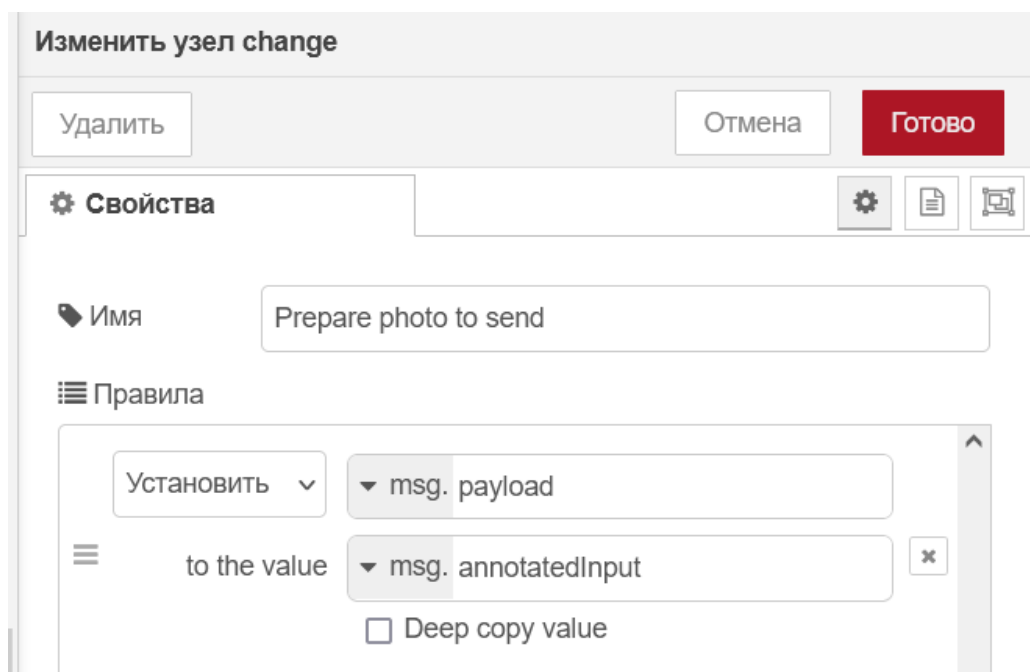 Изменить узел change
Удалить Отмена Готово
Свойства
Имя Prepare photo to send
Правила
Установить msg. payload
to the value msg. annotatedInput
Deep copy value